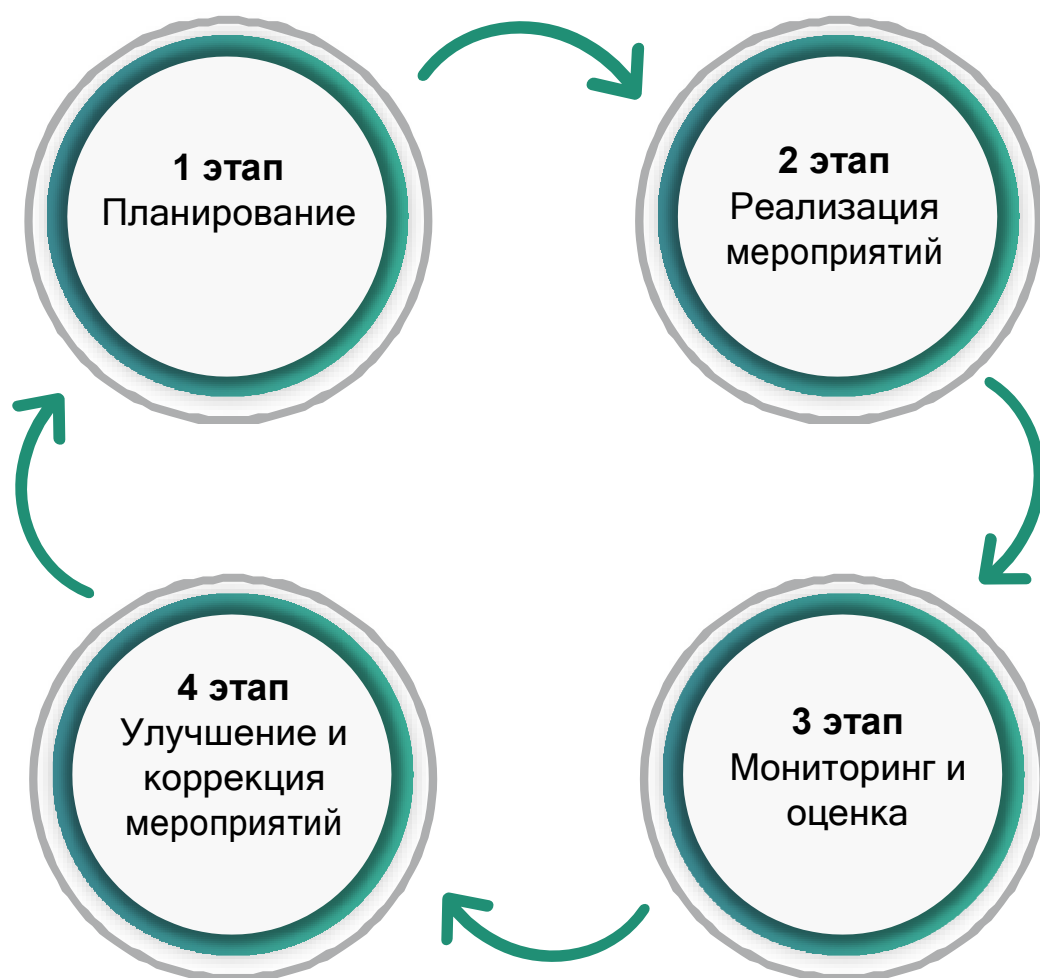 1 этап
Планирование
2 этап
Реализация
мероприятий
3 этап
Мониторинг и
оценка
4 этап
Улучшение и
коррекция
мероприятий